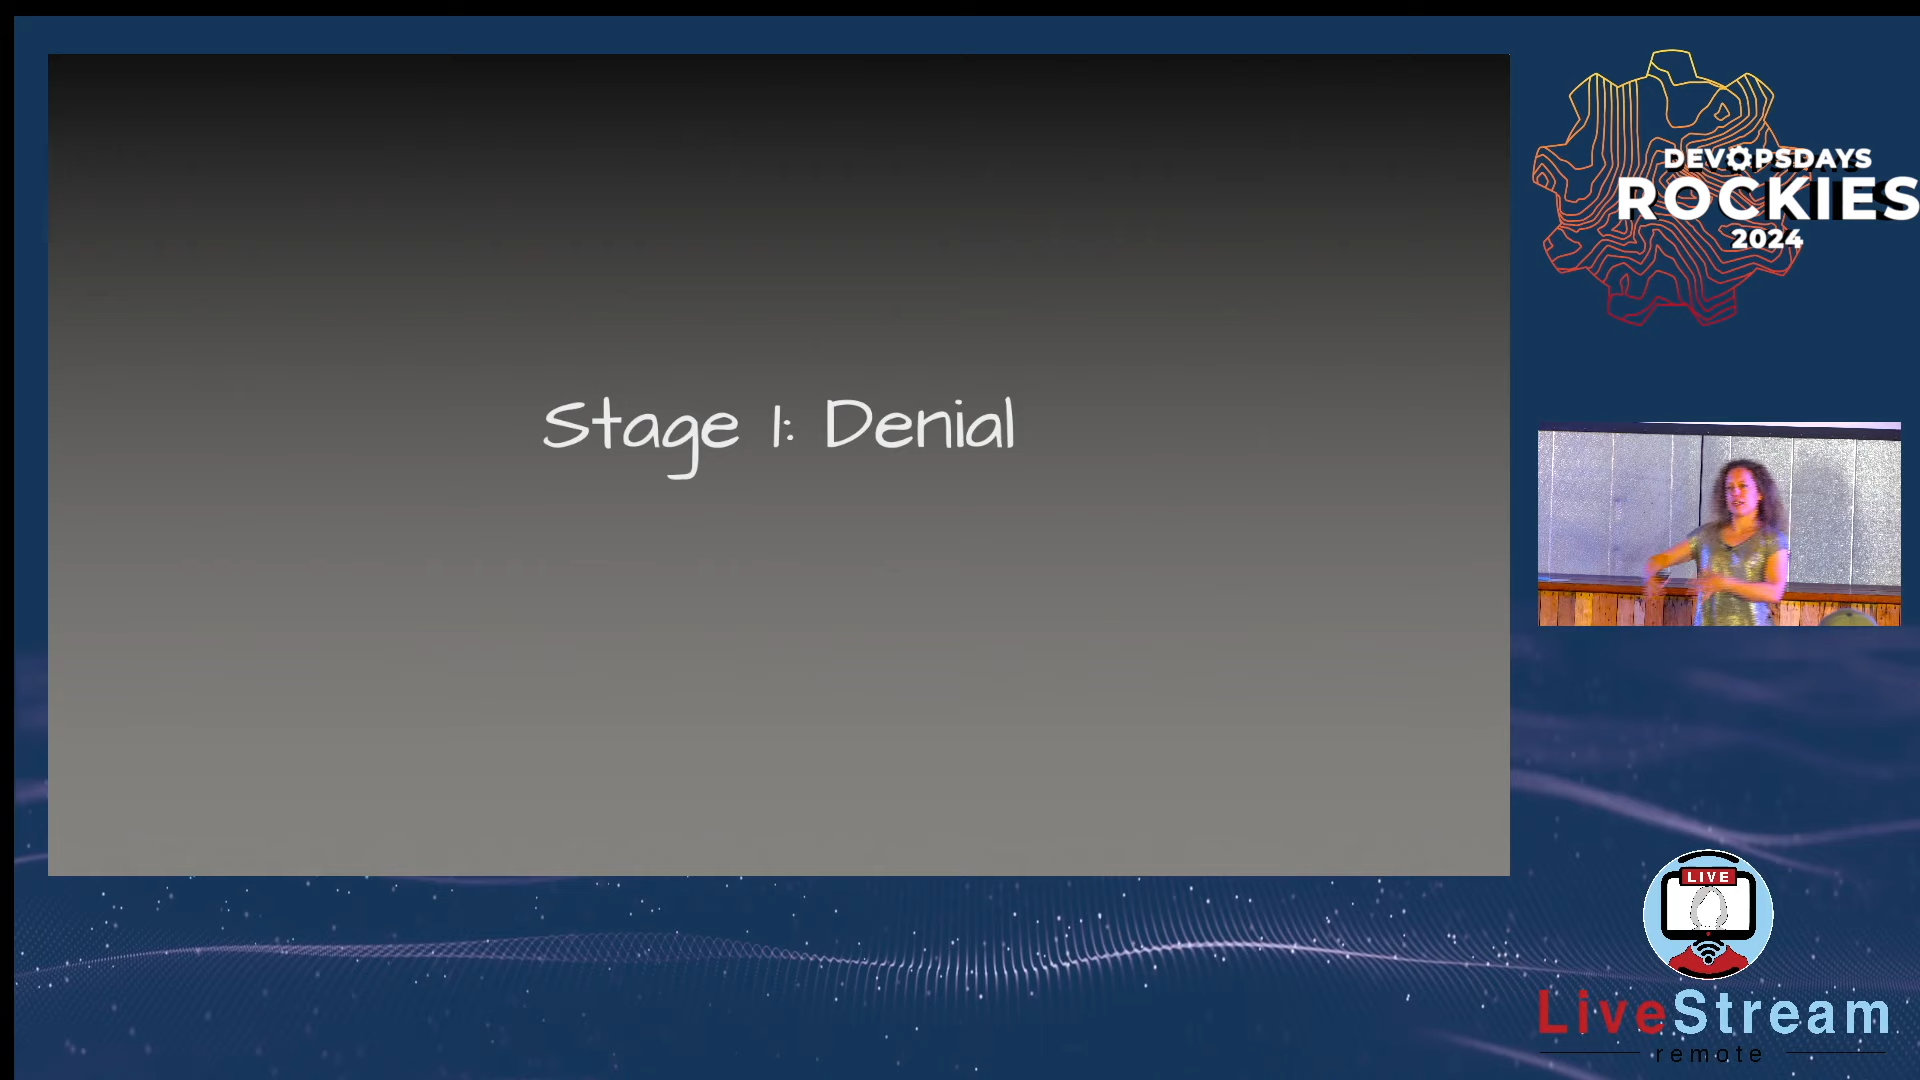 Stage 1: Denial
DEVOPSDAYS
ROCKIES
2024
LIVE
LiveStream
remote